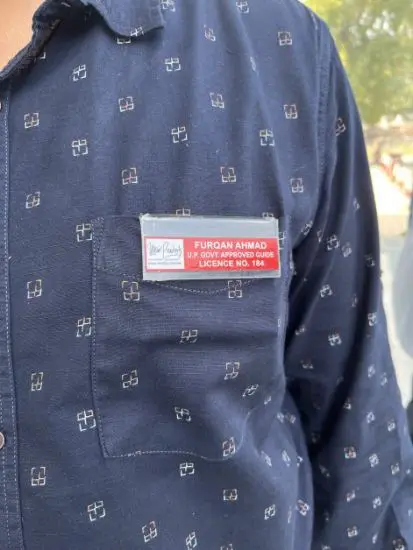 FURQAN AHMAD
U.P. GOVT. APPROVED GUIDE
LICENCE NO. 184